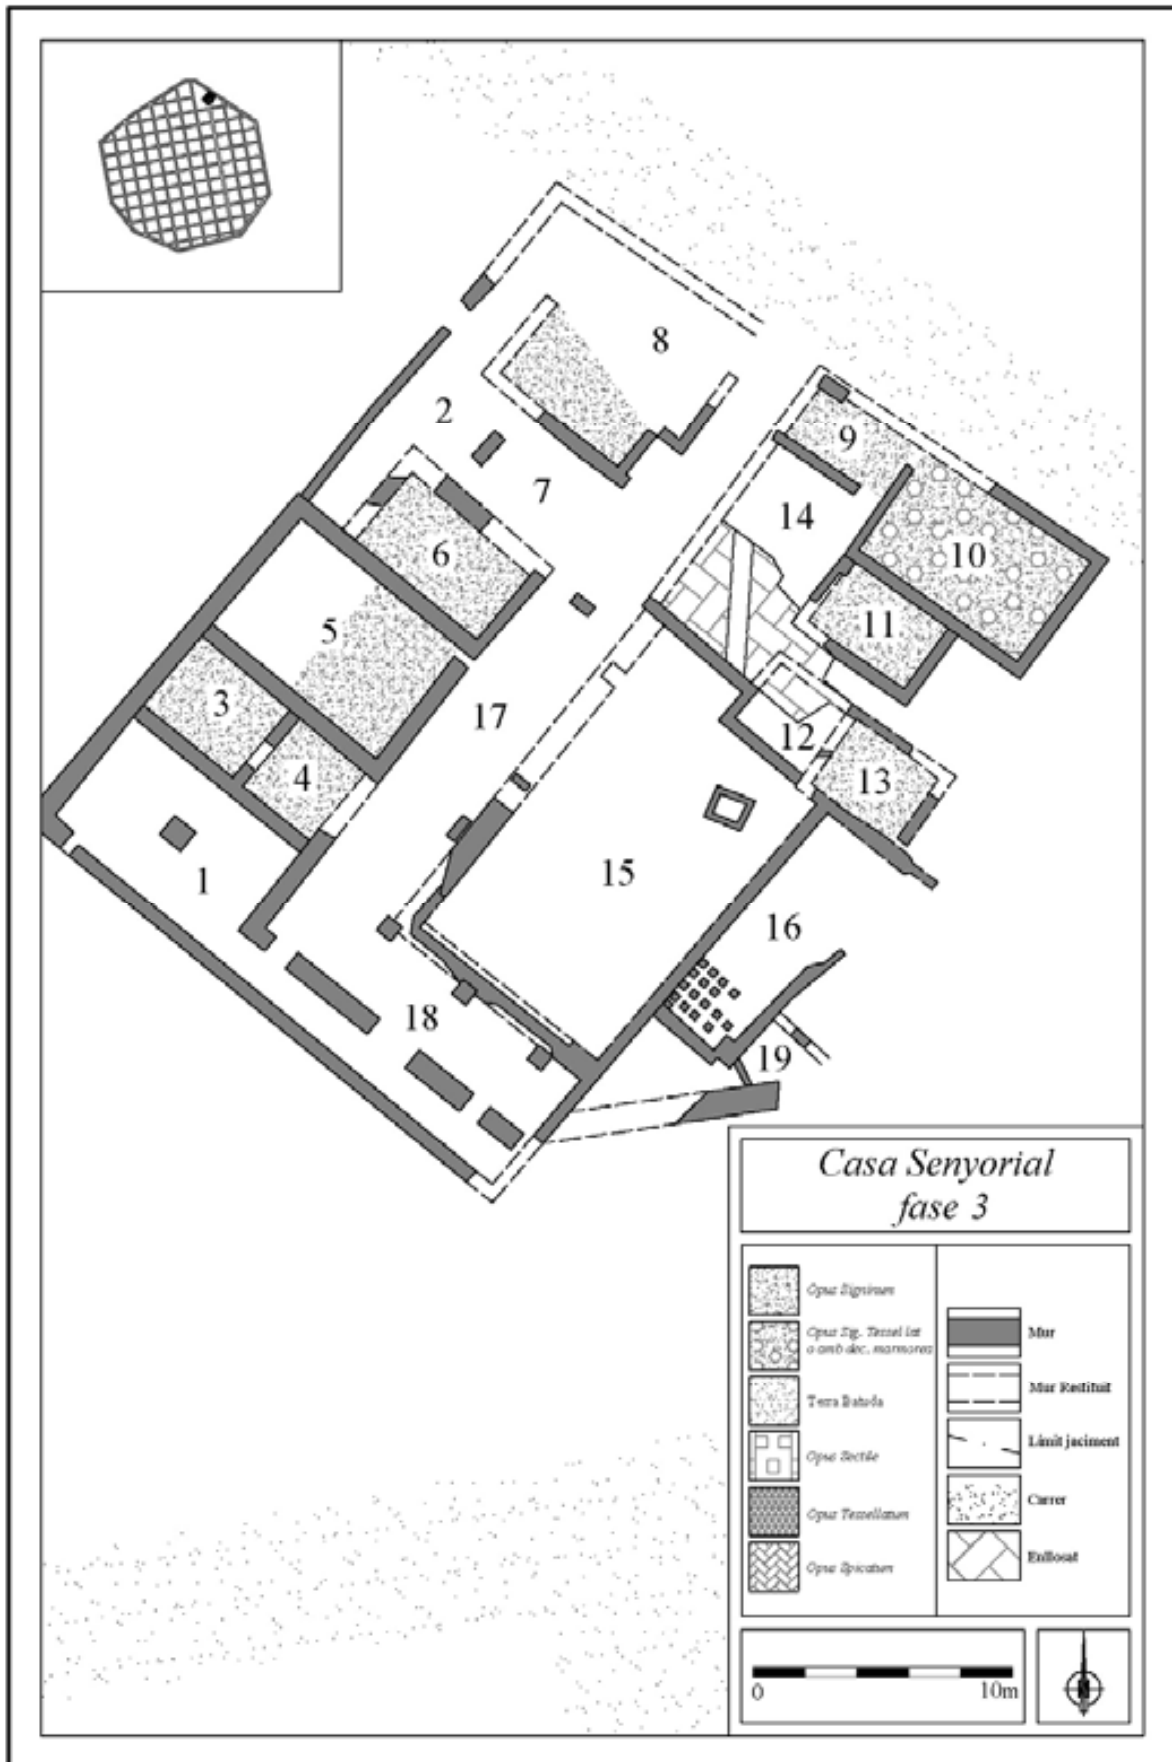 8
2
9
7
14
6
10
11
5
3
17
12
4
13
15
1
16
18
19
Casa Senyorial
fase 3
Opus Signinum
Opus Sig. Tessel·lat
o amb dec. marmorea
Terra Batuda
Opus Sectile
Opus Tessellatum
Opus Spicatum
Mur
Mur Restituit
Límit jaciment
Carrer
Enllosat
0 10m